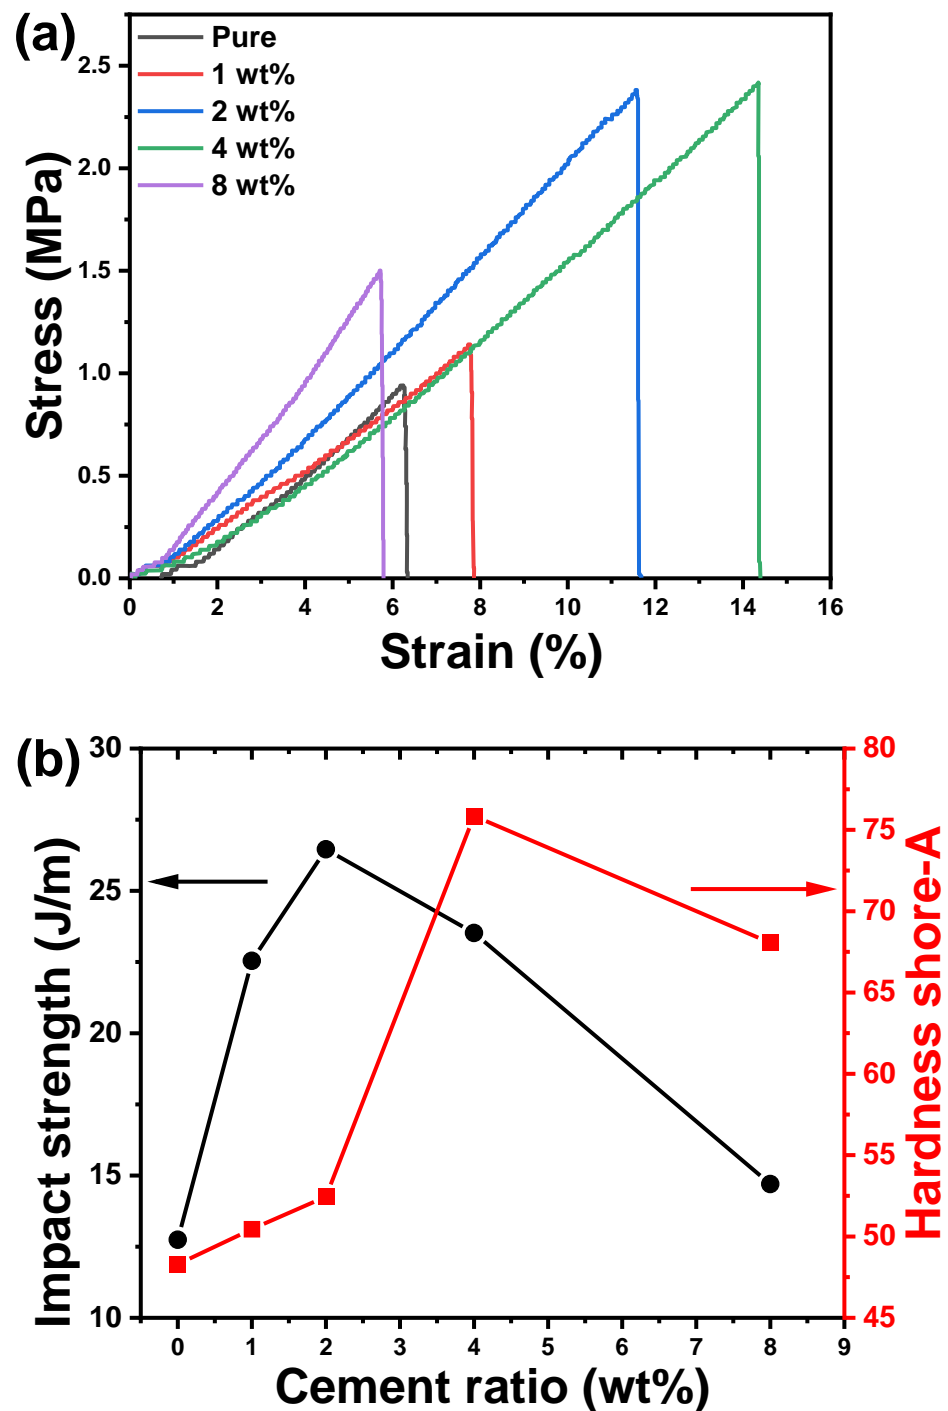 (a)
Pure
1 wt%
2 wt%
4 wt%
8 wt%
Stress (MPa)
2.5
2.0
1.5
1.0
0.5
0.0
0 2 4 6 8 10 12 14 16
Strain (%)
(b)
Impact strength (J/m)
30
25
20
15
10
80
75
70
65
60
55
50
45
Hardness shore-A
0 1 2 3 4 5 6 7 8 9
Cement ratio (wt%)